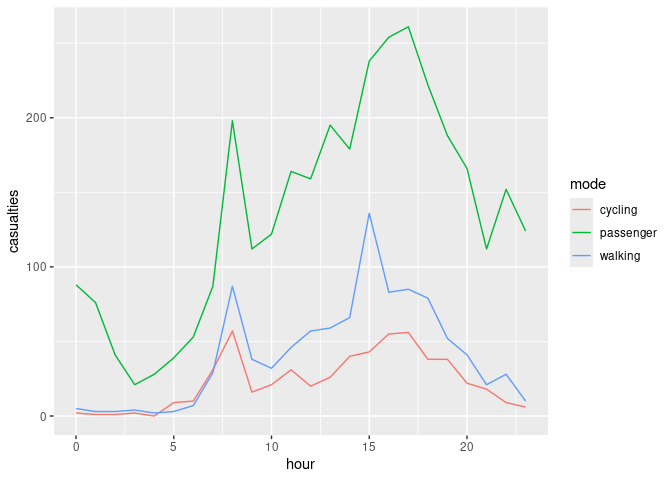 200
100
0
0
5
10
15
20
hour
casualties
mode
cycling
passenger
walking